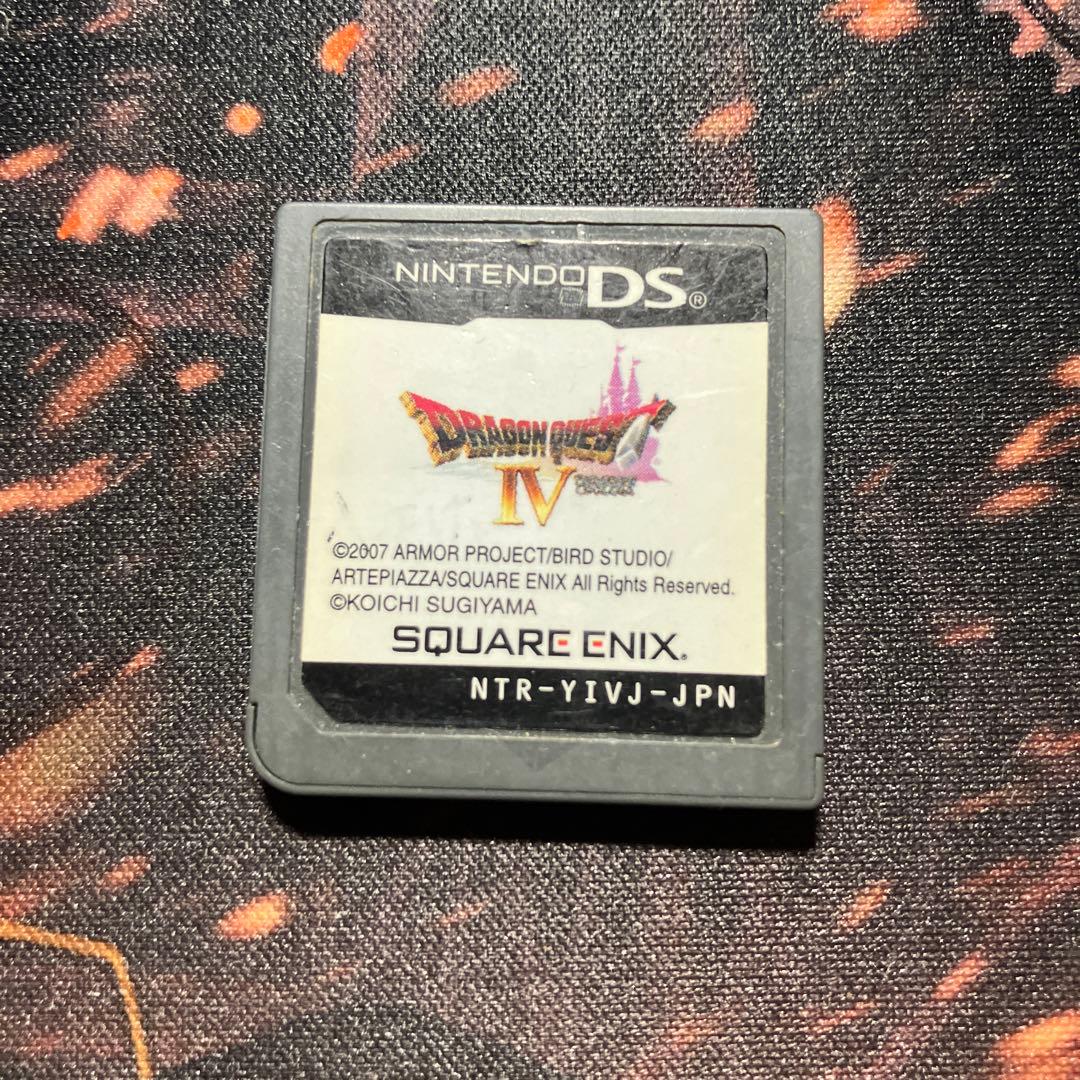 NINTENDO DS®
DRAGON QUEST
IV
©2007 ARMOR PROJECT/BIRD STUDIO/
ARTEPIAZZA/SQUARE ENIX All Rights Reserved.
©KOICHI SUGIYAMA
SQUARE ENIX.
NTR-YIVJ-JPN